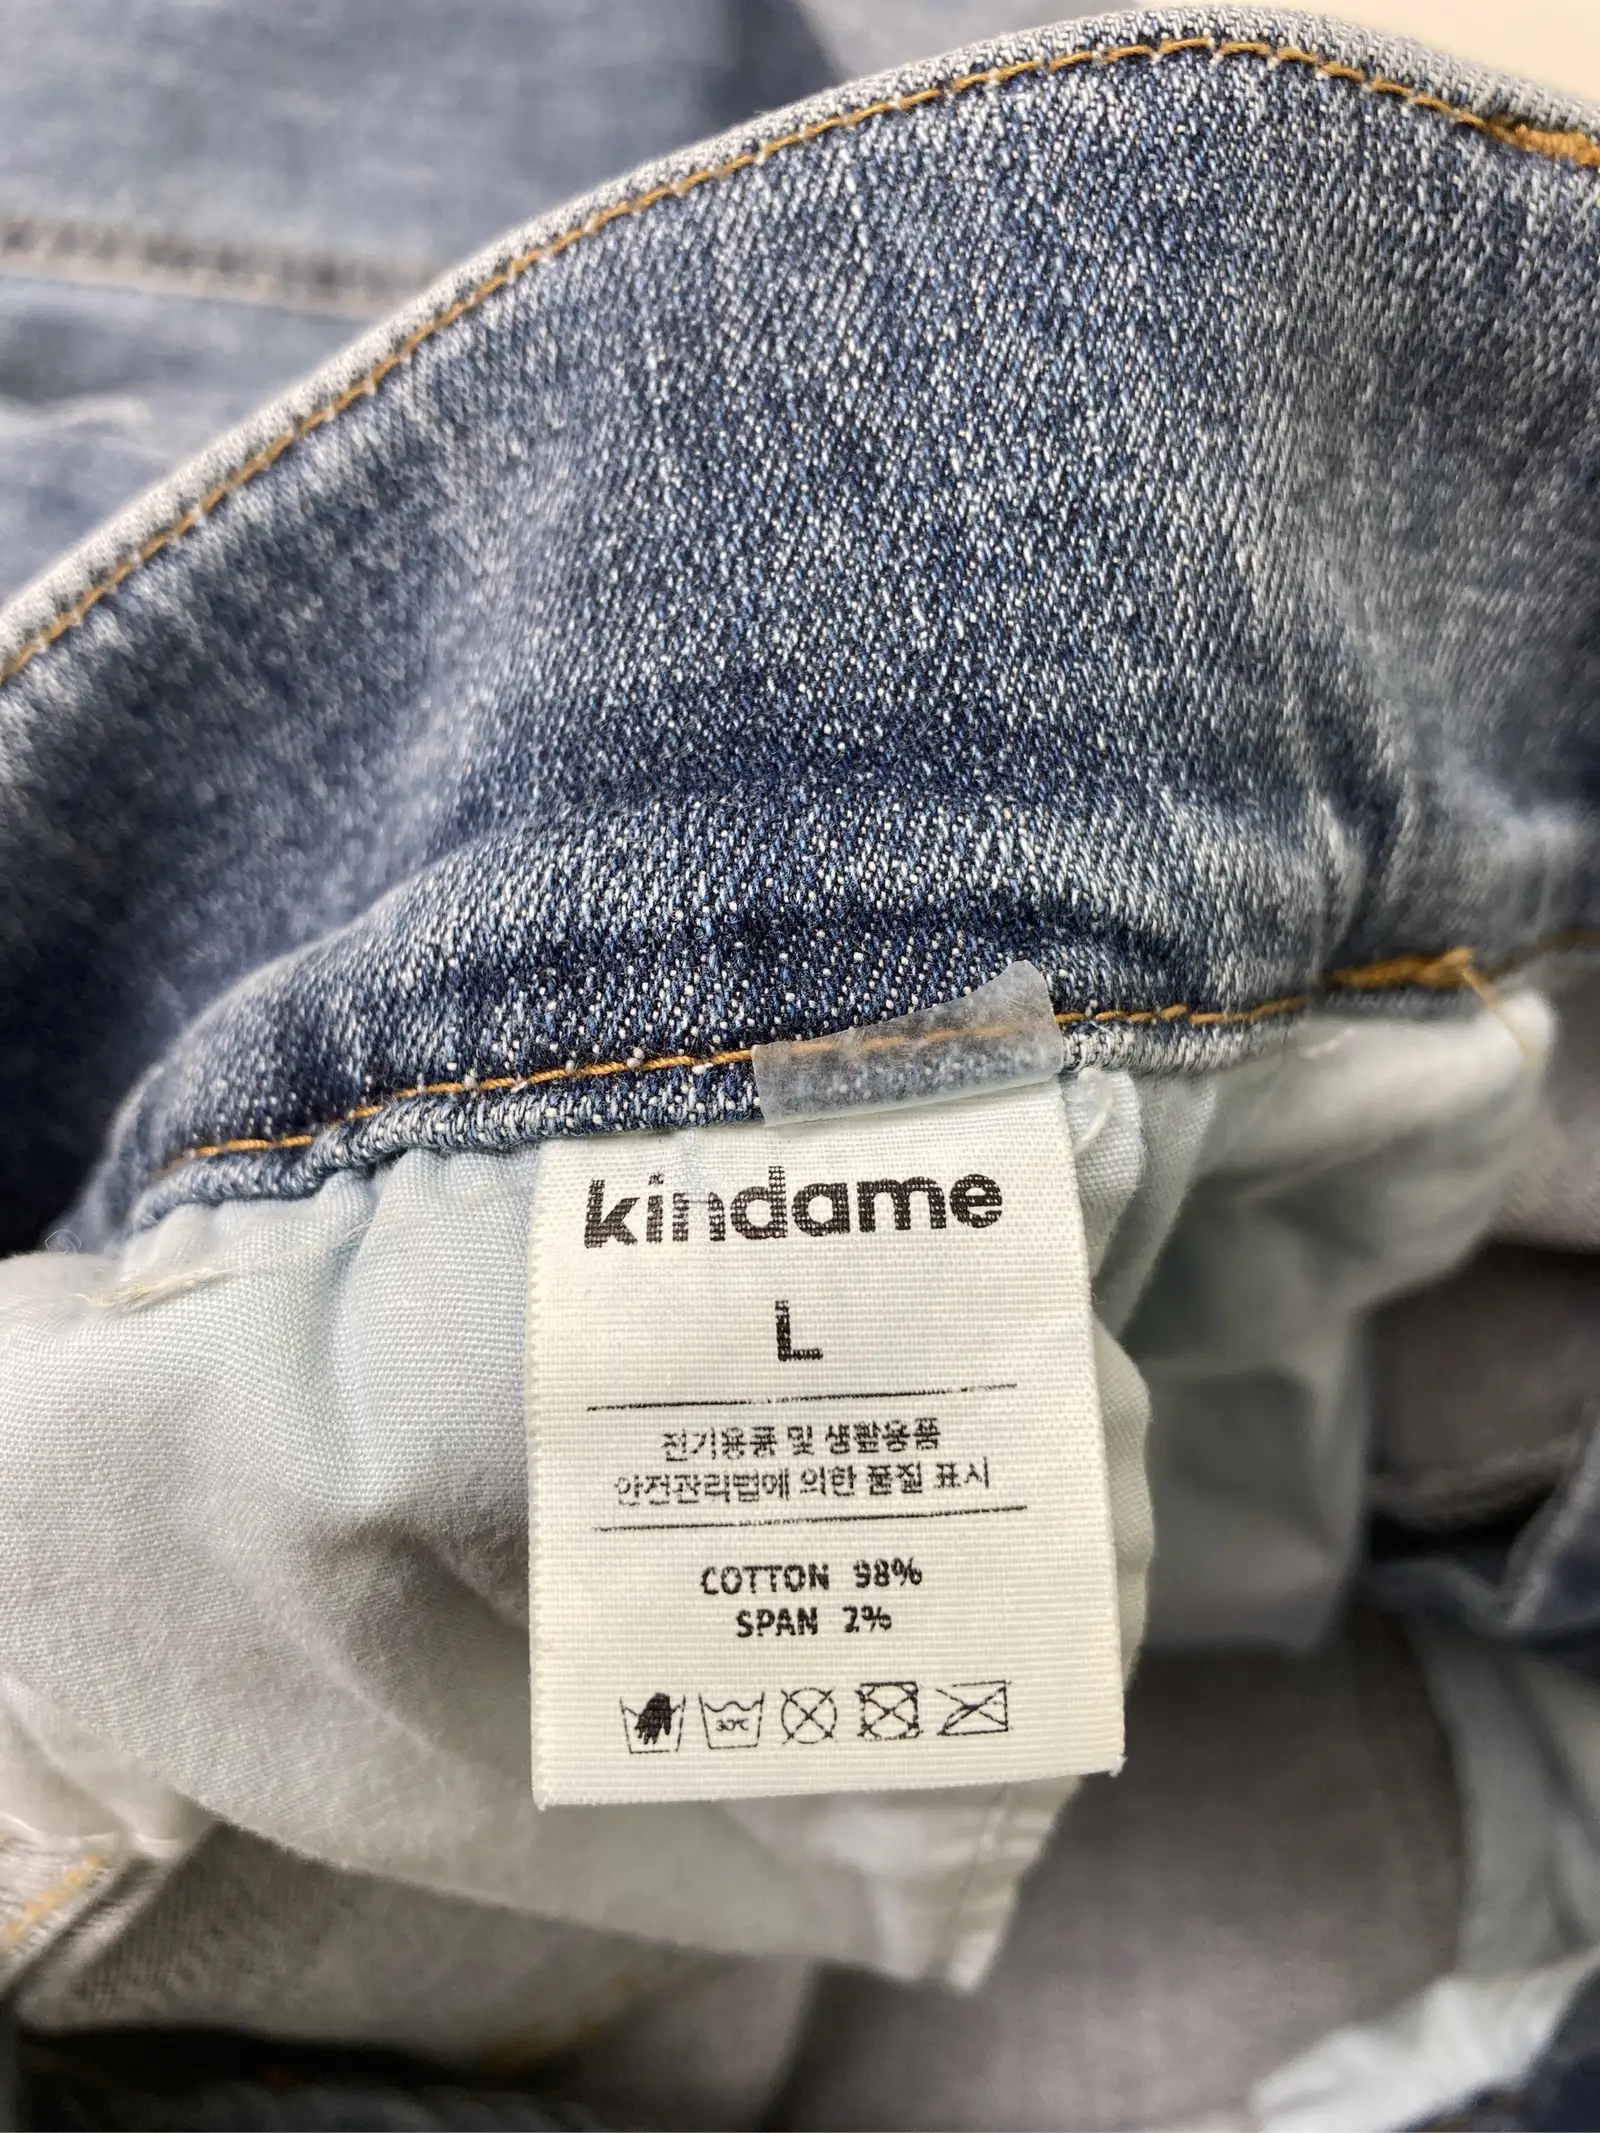 kindame
L
전기용품 및 생활용품
안전관리법에 의한 품질 표시
COTTON 98%
SPAN 2%
30℃